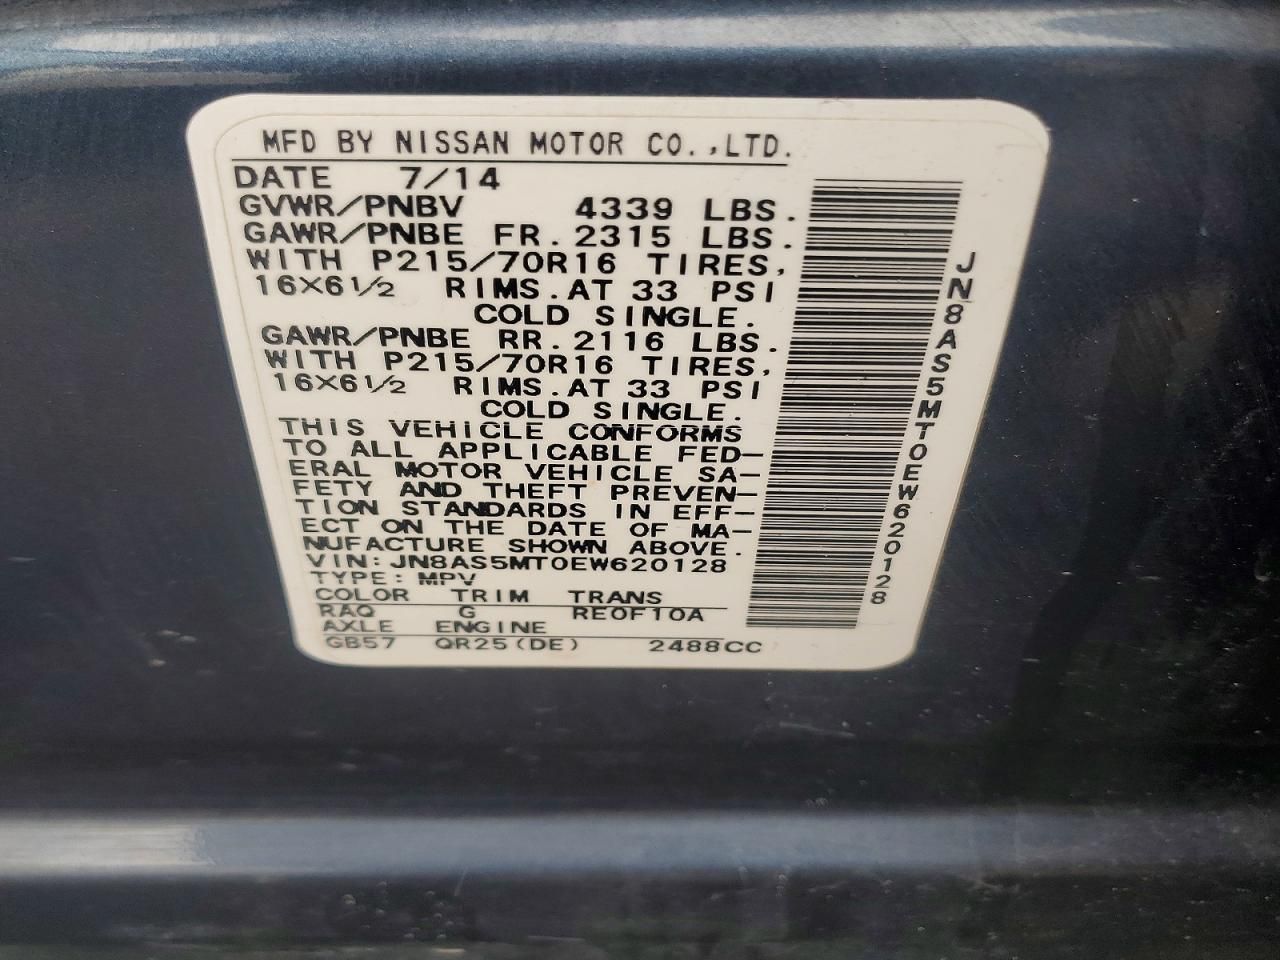 MFD BY NISSAN MOTOR CO.,LTD.
DATE 7/14
GVWR/PNBV 4339 LBS.
GAWR/PNBE FR.2315 LBS.
WITH P215/70R16 TIRES,
16X6½ RIMS.AT 33 PSI
COLD SINGLE.
GAWR/PNBE RR.2116 LBS.
WITH P215/70R16 TIRES,
16X6½ RIMS.AT 33 PSI
COLD SINGLE.
THIS VEHICLE CONFORMS
TO ALL APPLICABLE FED-
ERAL MOTOR VEHICLE SA-
FETY AND THEFT PREVEN-
TION STANDARDS IN EFF-
ECT ON THE DATE OF MA-
NUFACTURE SHOWN ABOVE.
VIN:JN8AS5MT0EW620128
TYPE:MPV
COLOR TRIM TRANS
RAQ G RE0F10A
AXLE ENGINE
GB57 QR25(DE) 2488CC
JN8AS5MT0EW620128